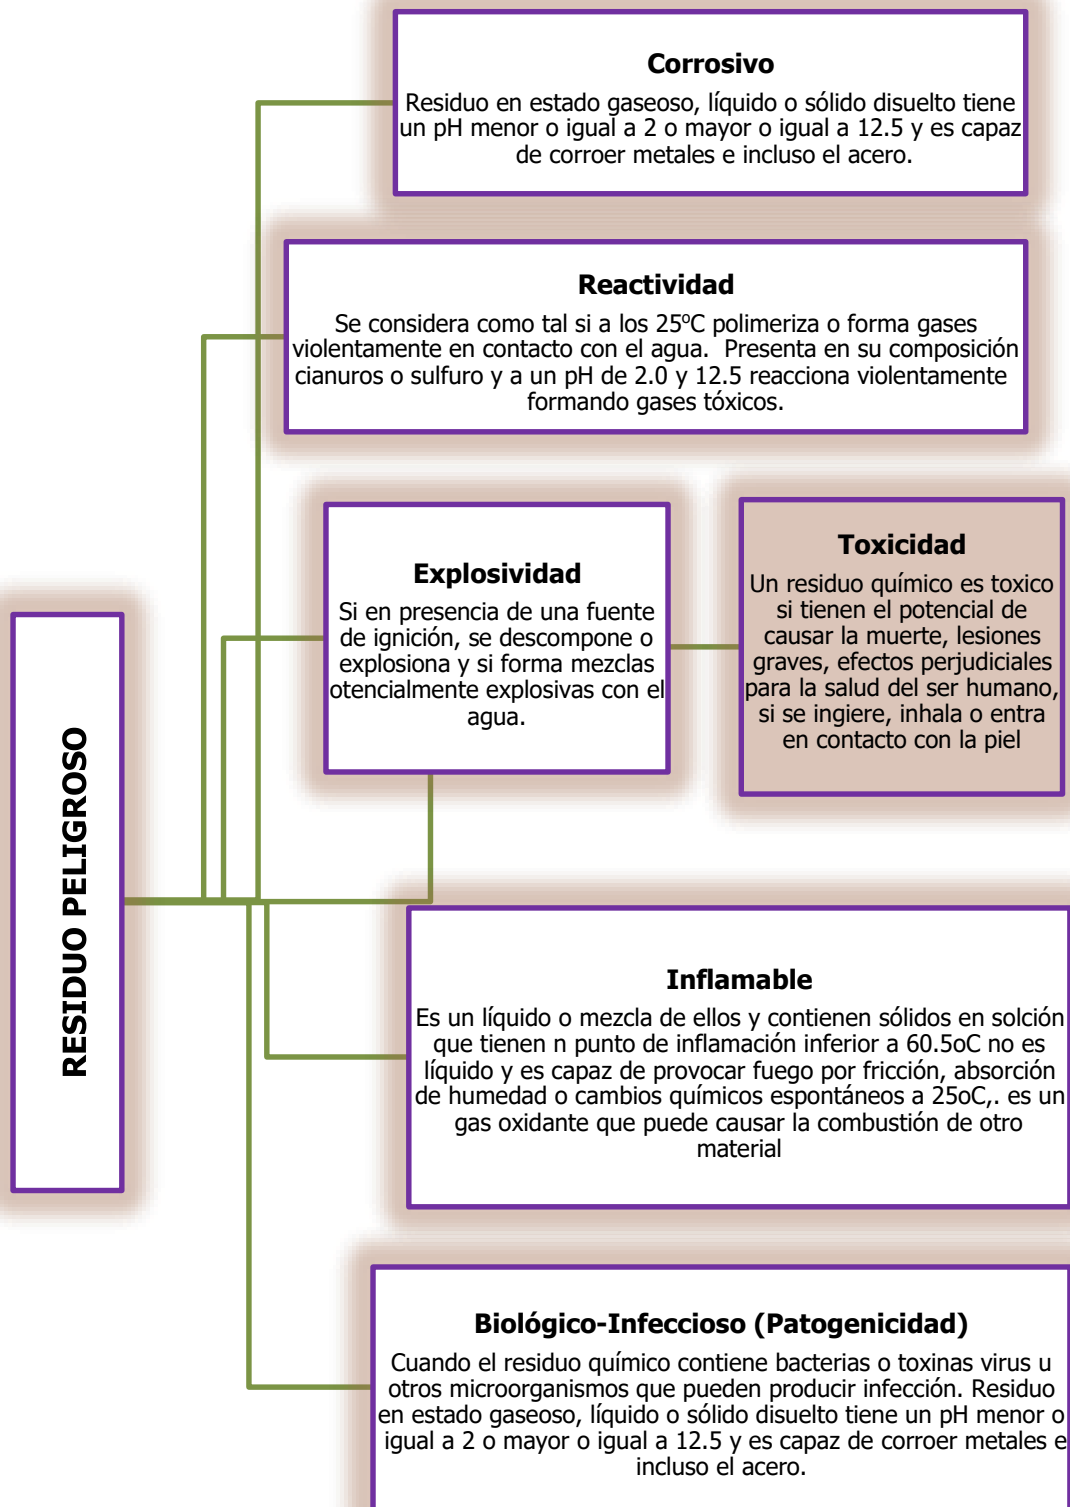 Corrosivo
Residuo en estado gaseoso, líquido o sólido disuelto tiene
un pH menor o igual a 2 o mayor o igual a 12.5 y es capaz
de corroer metales e incluso el acero.
Reactividad
Se considera como tal si a los 25ºC polimeriza o forma gases
violentamente en contacto con el agua.  Presenta en su composición
cianuros o sulfuro y a un pH de 2.0 y 12.5 reacciona violentamente
formando gases tóxicos.
Explosividad
Si en presencia de una fuente
de ignición, se descompone o
explosiona y si forma mezclas
otencialmente explosivas con el
agua.
Toxicidad
Un residuo químico es toxico
si tienen el potencial de
causar la muerte, lesiones
graves, efectos perjudiciales
para la salud del ser humano,
si se ingiere, inhala o entra
en contacto con la piel
RESIDUO PELIGROSO
Inflamable
Es un líquido o mezcla de ellos y contienen sólidos en solción
que tienen n punto de inflamación inferior a 60.5oC no es
líquido y es capaz de provocar fuego por fricción, absorción
de humedad o cambios químicos espontáneos a 25oC,. es un
gas oxidante que puede causar la combustión de otro
material
Biológico-Infeccioso (Patogenicidad)
Cuando el residuo químico contiene bacterias o toxinas virus u
otros microorganismos que pueden producir infección. Residuo
en estado gaseoso, líquido o sólido disuelto tiene un pH menor o
igual a 2 o mayor o igual a 12.5 y es capaz de corroer metales e
incluso el acero.